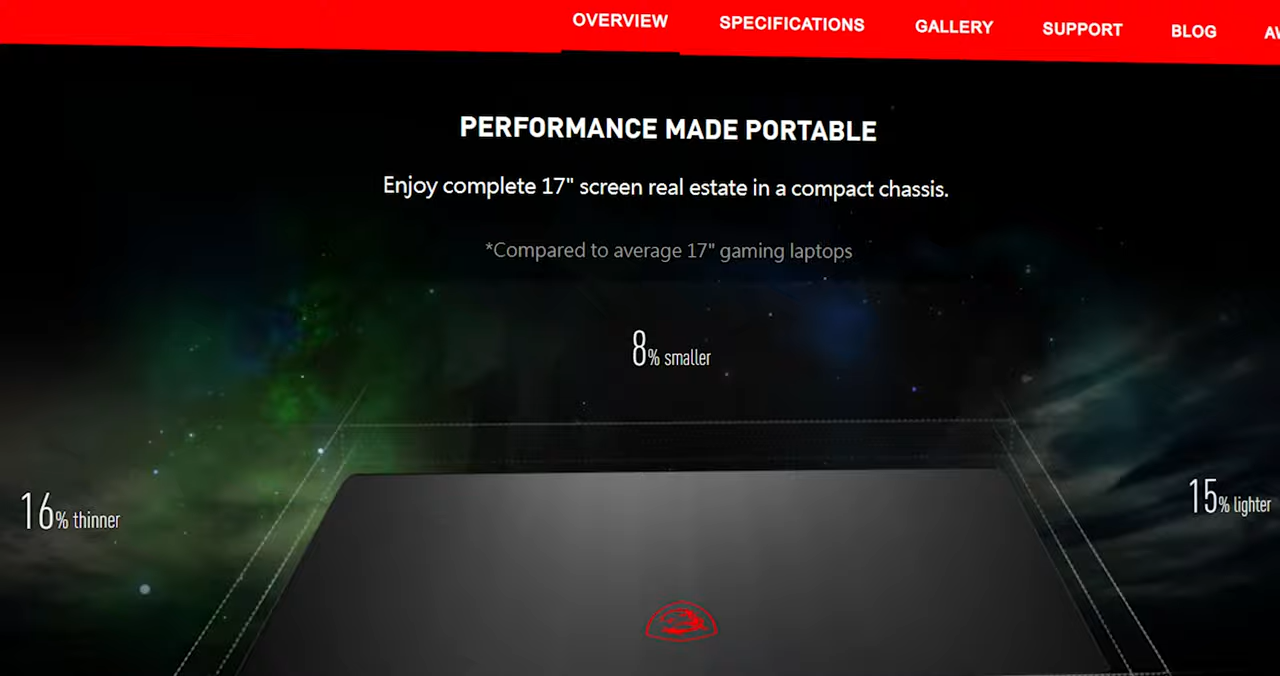 OVERVIEW SPECIFICATIONS GALLERY SUPPORT BLOG
PERFORMANCE MADE PORTABLE
Enjoy complete 17" screen real estate in a compact chassis.
*Compared to average 17" gaming laptops
8% smaller
16% thinner
15% lighter